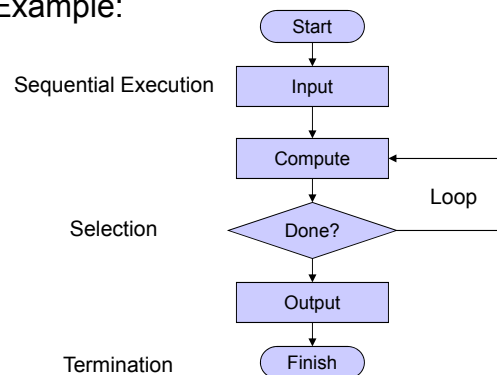 Example:
Start
Sequential Execution
Input
Compute
Loop
Selection
Done?
Output
Termination
Finish